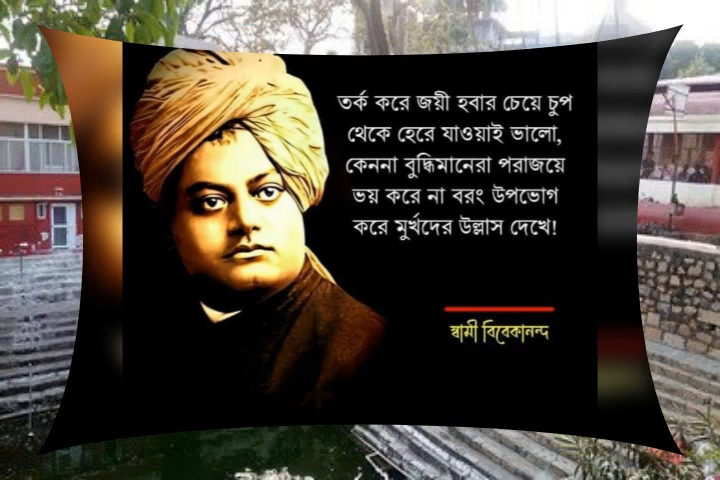 তর্ক করে জয়ী হবার চেয়ে চুপ
থেকে হেরে যাওয়াই ভালো,
কেননা বুদ্ধিমানেরা পরাজয়ে
ভয় করে না বরং উপভোগ
করে মুর্খদের উল্লাস দেখে!
স্বামী বিবেকানন্দ